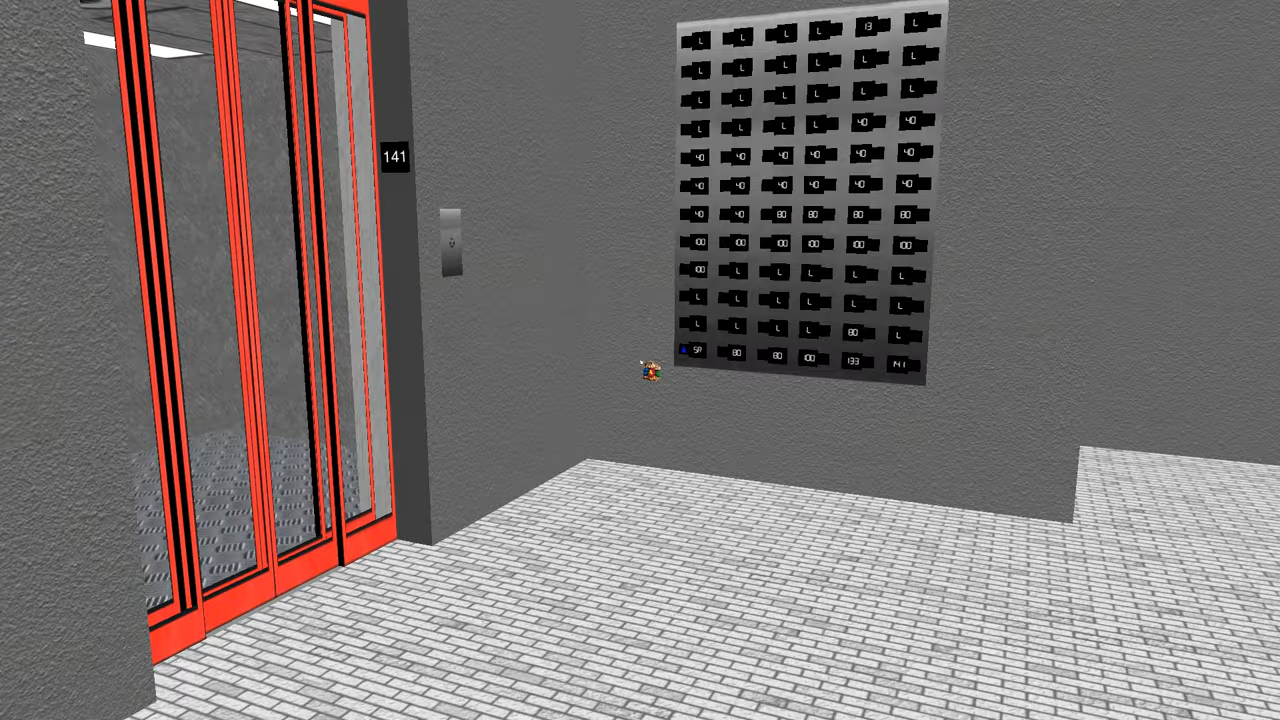 141
L L L L 13 L
L L L L L L
L L L L L L
L L L L 40 40
40 40 40 40 40 40
40 40 40 40 40 40
40 40 80 80 80 80
100 100 100 100 100 100
100 L L L L L
L L L L L L
L L L L 80 L
80 80 100 133 141